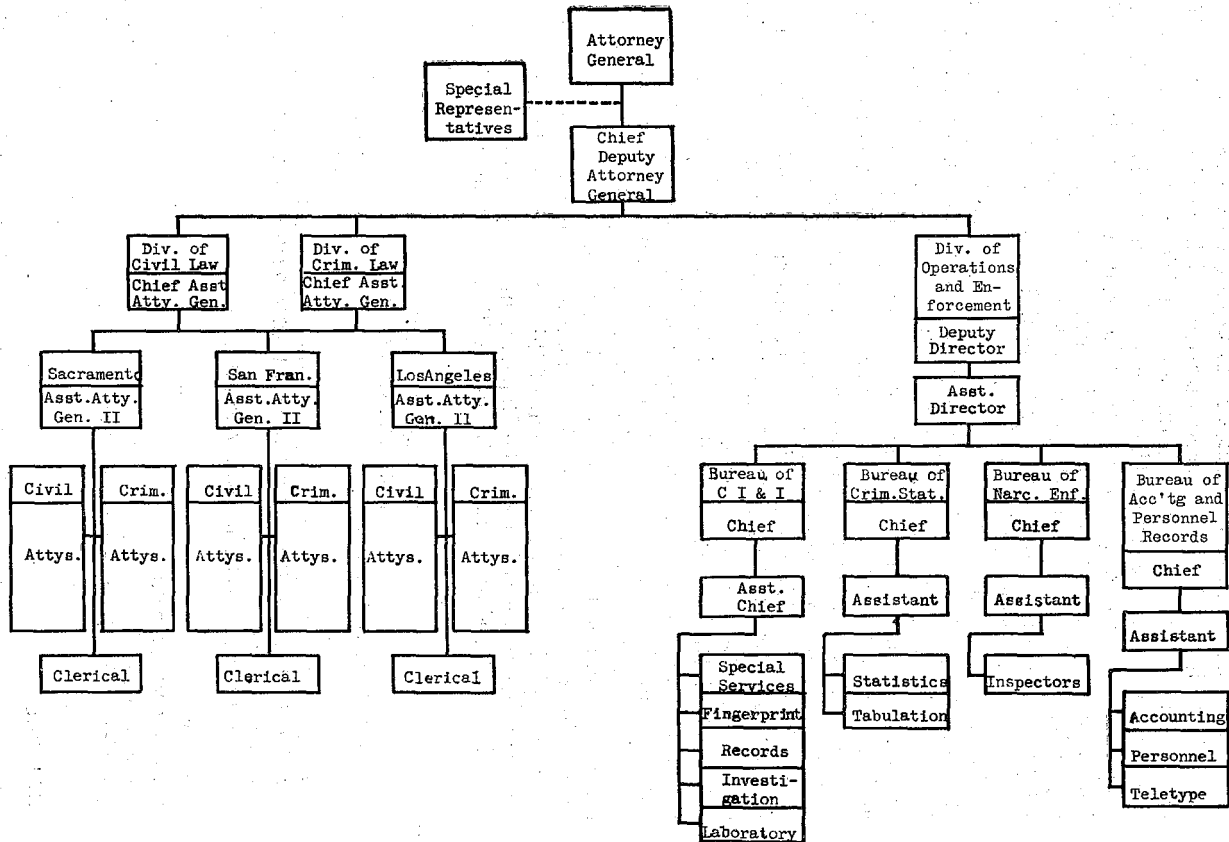 Attorney
General
Special
Represen-
tatives
Chief
Deputy
Attorney
General
Div. of
Civil Law
Chief Asst
Atty. Gen.
Div. of
Crim. Law
Chief Asst.
Atty. Gen.
Div. of
Operations
and En-
forcement
Deputy
Director
Asst.
Director
Sacramento
Asst.Atty.
Gen. II
San Fran.
Asst.Atty.
Gen. II
LosAngeles
Asst.Atty.
Gen. II
Civil
Attys.
Crim.
Attys.
Civil
Attys.
Crim.
Attys.
Civil
Attys.
Crim.
Attys.
Clerical
Clerical
Clerical
Bureau of
C I & I
Chief
Asst.
Chief
Special
Services
Fingerprint
Records
Investi-
gation
Laboratory
Bureau of
Crim.Stat.
Chief
Assistant
Statistics
Tabulation
Bureau of
Narc. Enf.
Chief
Assistant
Inspectors
Bureau of
Acc'tg and
Personnel
Records
Chief
Assistant
Accounting
Personnel
Teletype